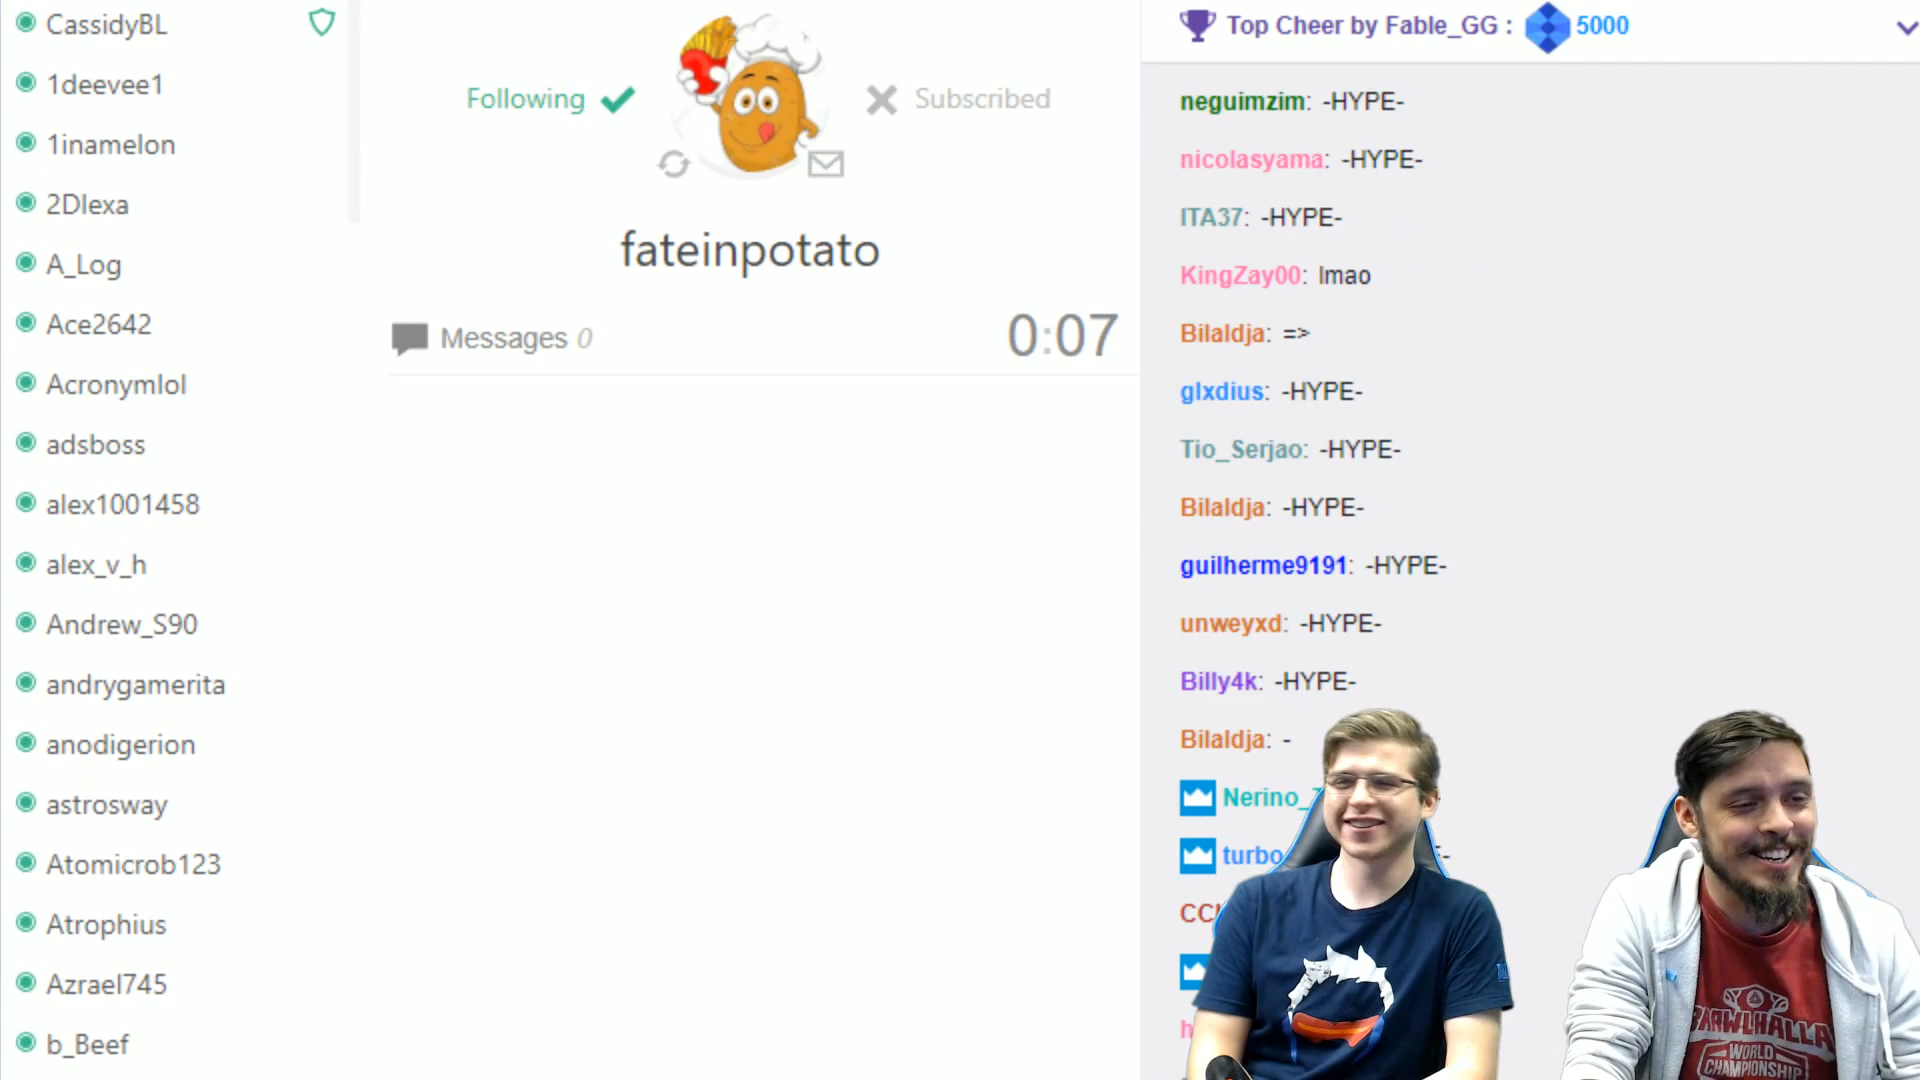 CassidyBL
1deevee1
1inamelon
2Dlexa
A_Log
Ace2642
Acronymlol
adsboss
alex1001458
alex_v_h
Andrew_S90
andrygamerita
anodigerion
astrosway
Atomicrob123
Atrophius
Azrael745
b_Beef
Following
Subscribed
fateinpotato
Messages 0
0:07
Top Cheer by Fable_GG : 5000
neguimzim: -HYPE-
nicolasyama: -HYPE-
ITA37: -HYPE-
KingZay00: lmao
Bilaldja: =>
glxdius: -HYPE-
Tio_Serjao: -HYPE-
Bilaldja: -HYPE-
guilherme9191: -HYPE-
unweyxd: -HYPE-
Billy4k: -HYPE-
Bilaldja: -
Nerino_
turbo
BRAWLHALLA
WORLD
CHAMPIONSHIP